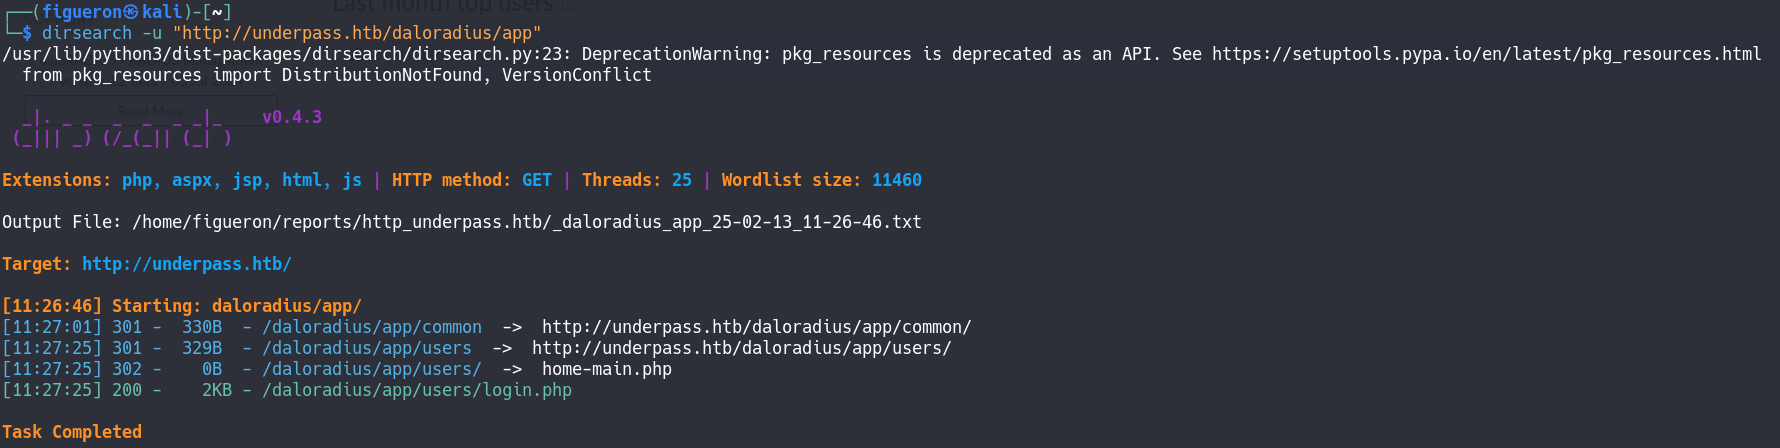 Last month top users
┌──(figueron㉿kali)-[~]
└─$ dirsearch -u "http://underpass.htb/daloradius/app"
/usr/lib/python3/dist-packages/dirsearch/dirsearch.py:23: DeprecationWarning: pkg_resources is deprecated as an API. See https://setuptools.pypa.io/en/latest/pkg_resources.html
  from pkg_resources import DistributionNotFound, VersionConflict
Read More
  _|. _ _  _  _  _ _|_    v0.4.3
 (_||| _) (/_(_|| (_| )
Extensions: php, aspx, jsp, html, js | HTTP method: GET | Threads: 25 | Wordlist size: 11460
Output File: /home/figueron/reports/http_underpass.htb/_daloradius_app_25-02-13_11-26-46.txt
Target: http://underpass.htb/
[11:26:46] Starting: daloradius/app/
[11:27:01] 301 -  330B  - /daloradius/app/common  ->  http://underpass.htb/daloradius/app/common/
[11:27:25] 301 -  329B  - /daloradius/app/users  ->  http://underpass.htb/daloradius/app/users/
[11:27:25] 302 -    0B  - /daloradius/app/users/  ->  home-main.php
[11:27:25] 200 -    2KB - /daloradius/app/users/login.php
Task Completed